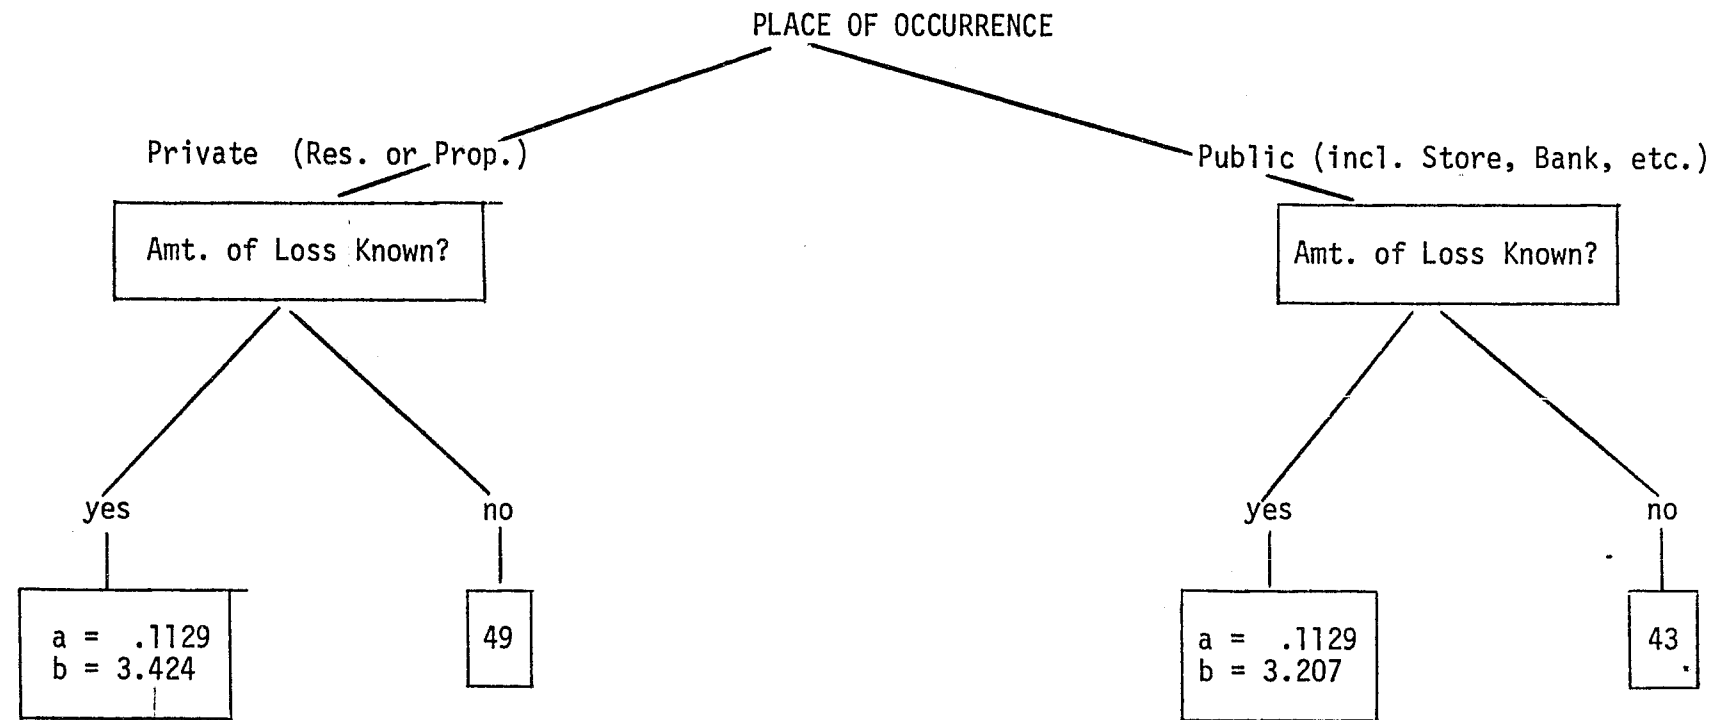 PLACE OF OCCURRENCE
Private (Res. or Prop.)
Public (incl. Store, Bank, etc.)
Amt. of Loss Known?
Amt. of Loss Known?
yes
no
yes
no
a = .1129
b = 3.424
49
a = .1129
b = 3.207
43